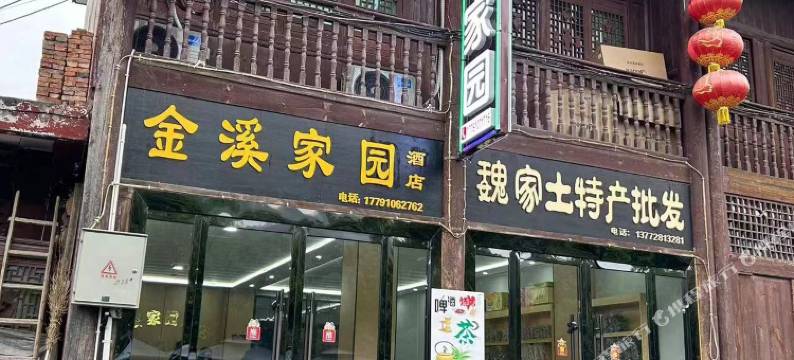 家园
金溪家园酒店
电话:17791062762
魏家土特产批发
电话:13772813281
啤酒
茶